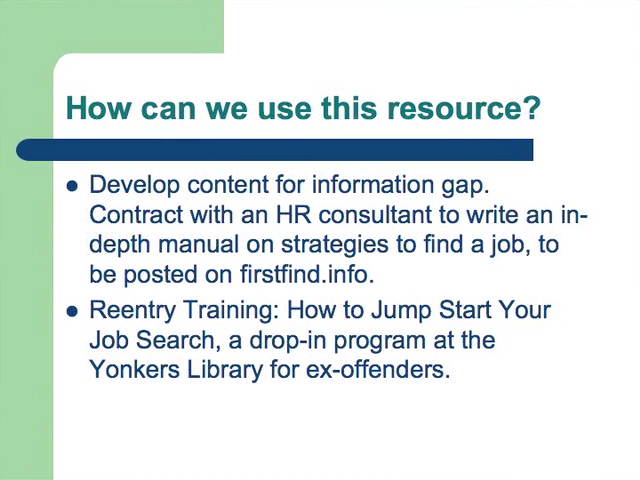 How can we use this resource?
Develop content for information gap.
Contract with an HR consultant to write an in-
depth manual on strategies to find a job, to
be posted on firstfind.info.
Reentry Training: How to Jump Start Your
Job Search, a drop-in program at the
Yonkers Library for ex-offenders.